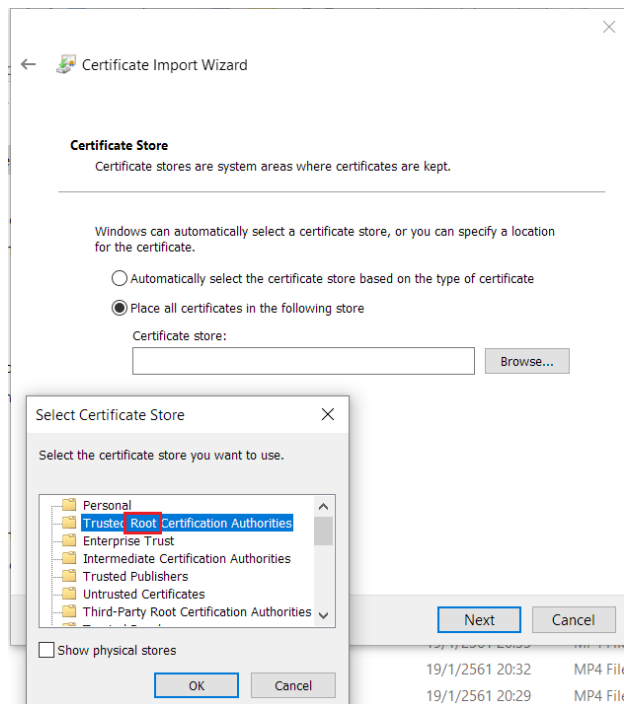 Certificate Import Wizard
Certificate Store
Certificate stores are system areas where certificates are kept.
Windows can automatically select a certificate store, or you can specify a location
for the certificate.
Automatically select the certificate store based on the type of certificate
Place all certificates in the following store
Certificate store:
Browse...
Select Certificate Store
Select the certificate store you want to use.
Personal
Trusted Root Certification Authorities
Enterprise Trust
Intermediate Certification Authorities
Trusted Publishers
Untrusted Certificates
Third-Party Root Certification Authorities
Show physical stores
OK Cancel
Next Cancel
19/1/2561 20:32 MP4 File
19/1/2561 20:29 MP4 File